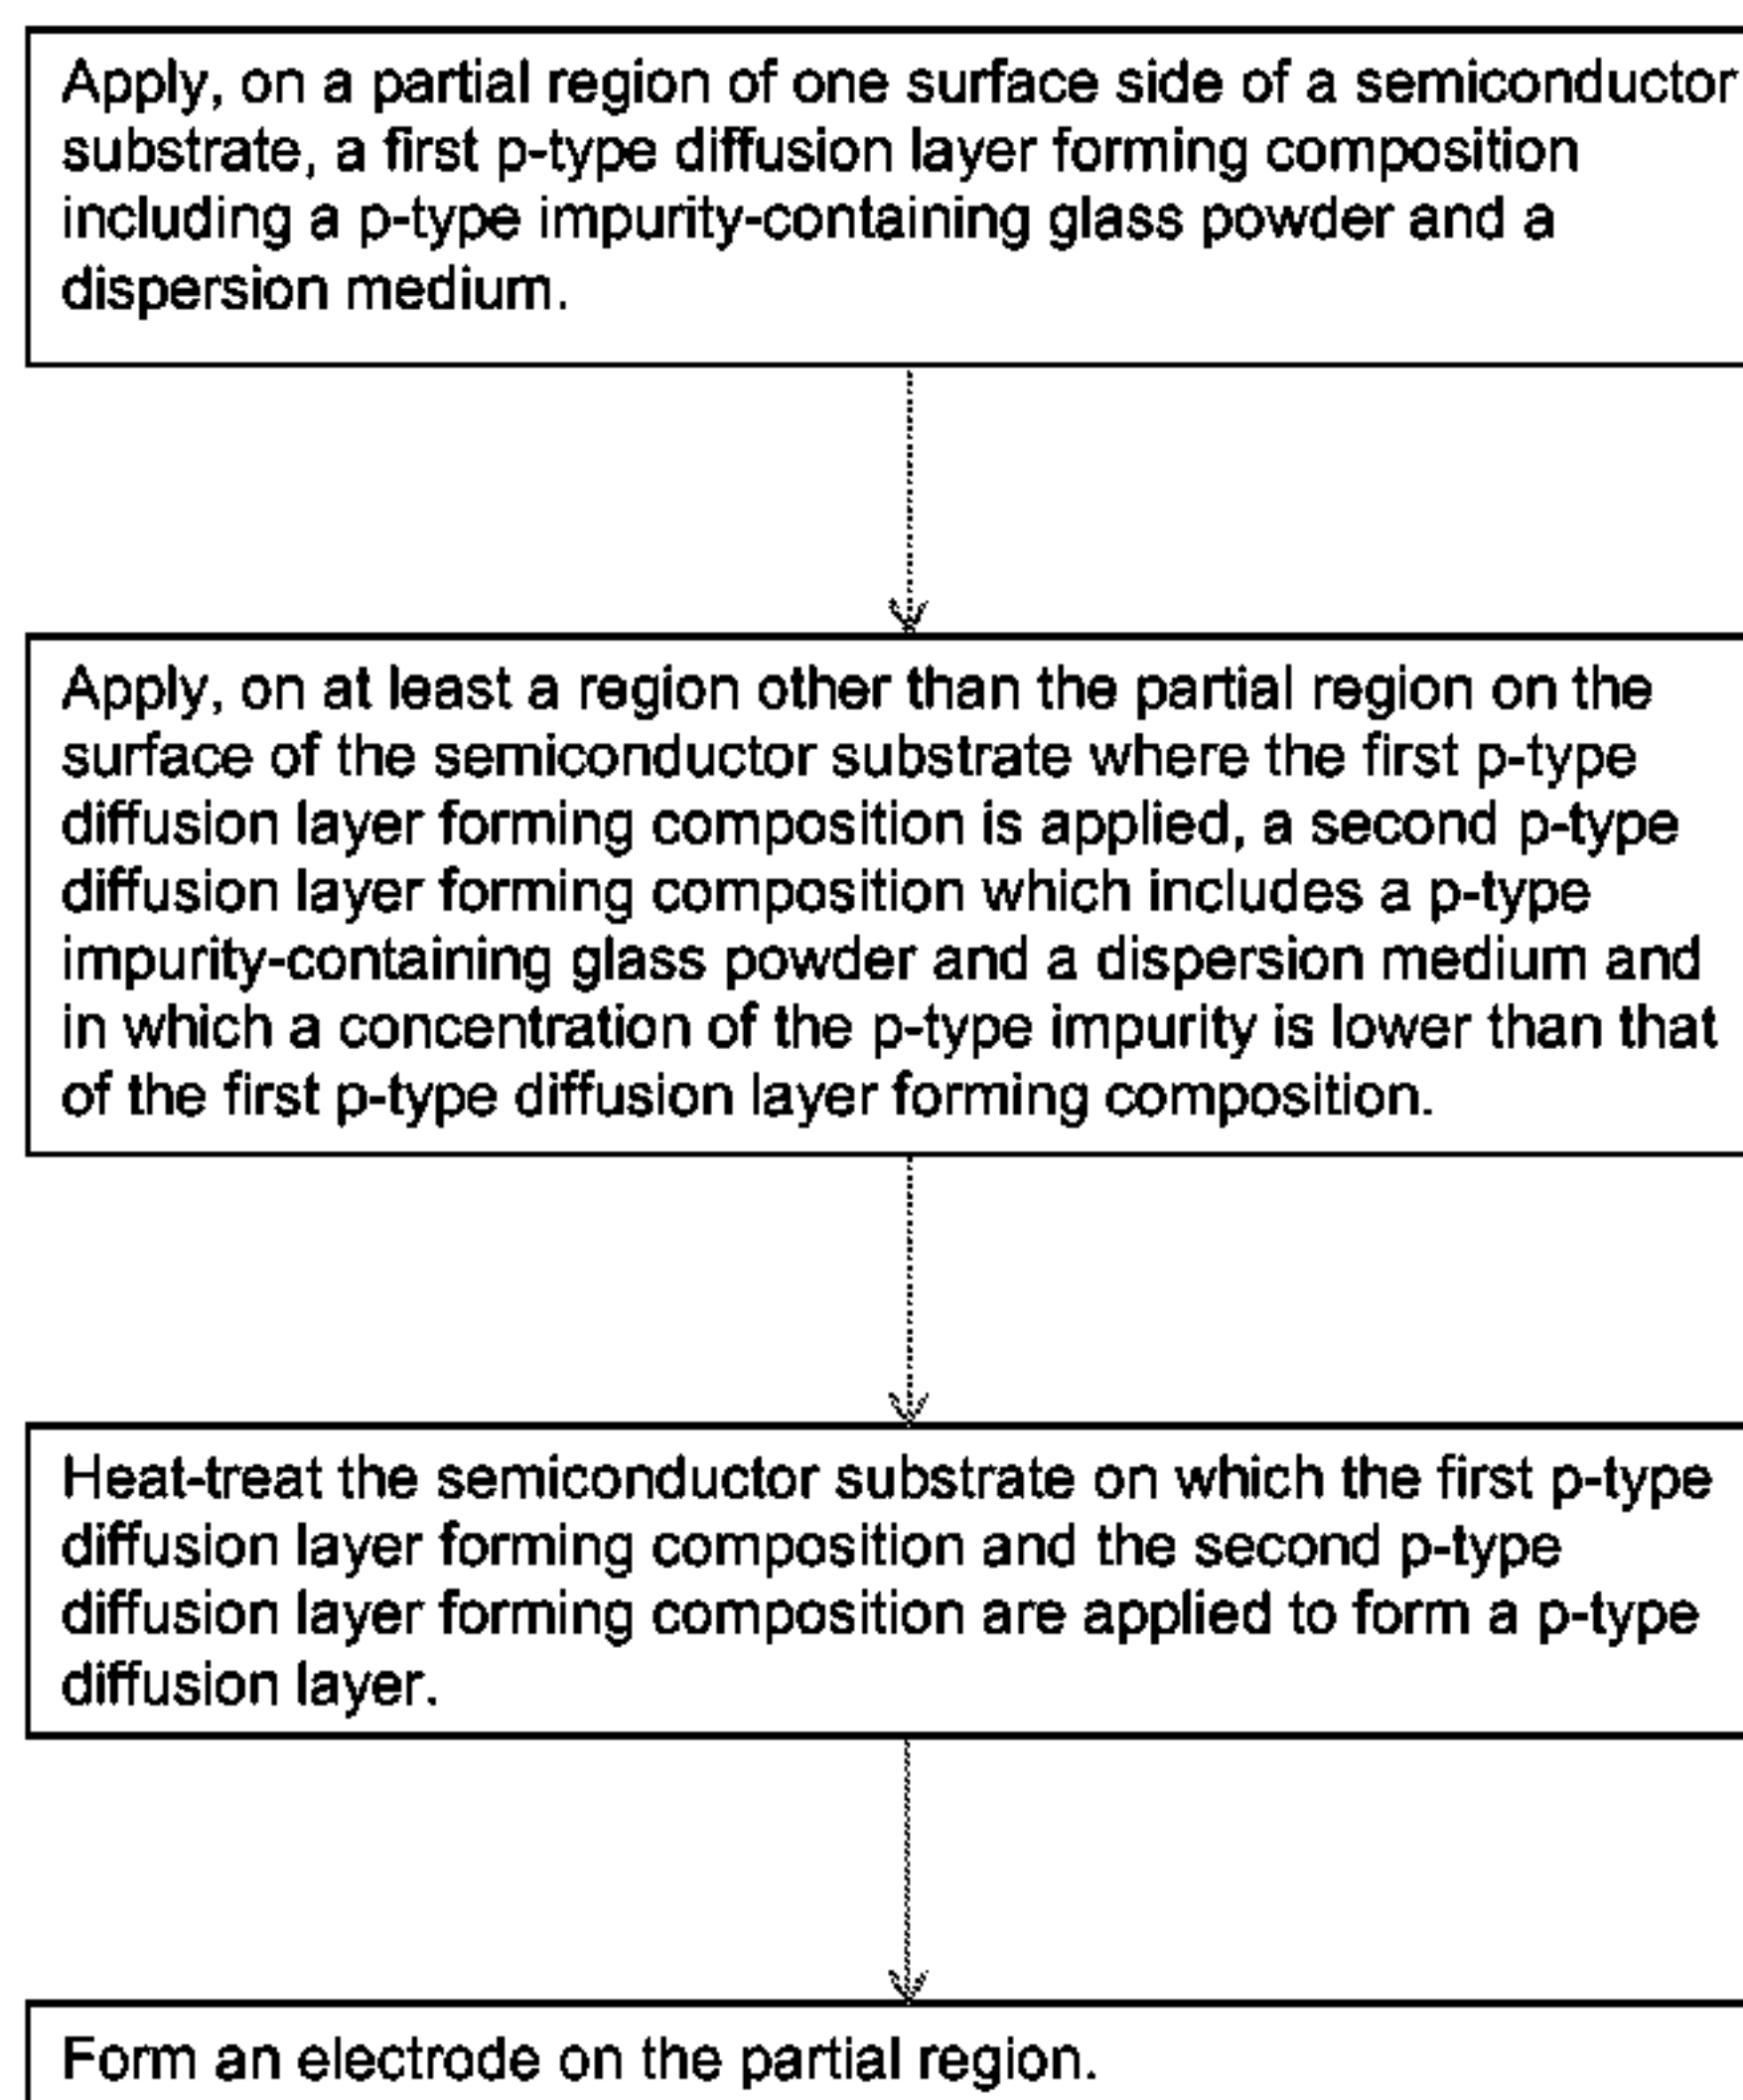 Apply, on a partial region of one surface side of a semiconductor
substrate, a first p-type diffusion layer forming composition
including a p-type impurity-containing glass powder and a
dispersion medium.
Apply, on at least a region other than the partial region on the
surface of the semiconductor substrate where the first p-type
diffusion layer forming composition is applied, a second p-type
diffusion layer forming composition which includes a p-type
impurity-containing glass powder and a dispersion medium and
in which a concentration of the p-type impurity is lower than that
of the first p-type diffusion layer forming composition.
Heat-treat the semiconductor substrate on which the first p-type
diffusion layer forming composition and the second p-type
diffusion layer forming composition are applied to form a p-type
diffusion layer.
Form an electrode on the partial region.